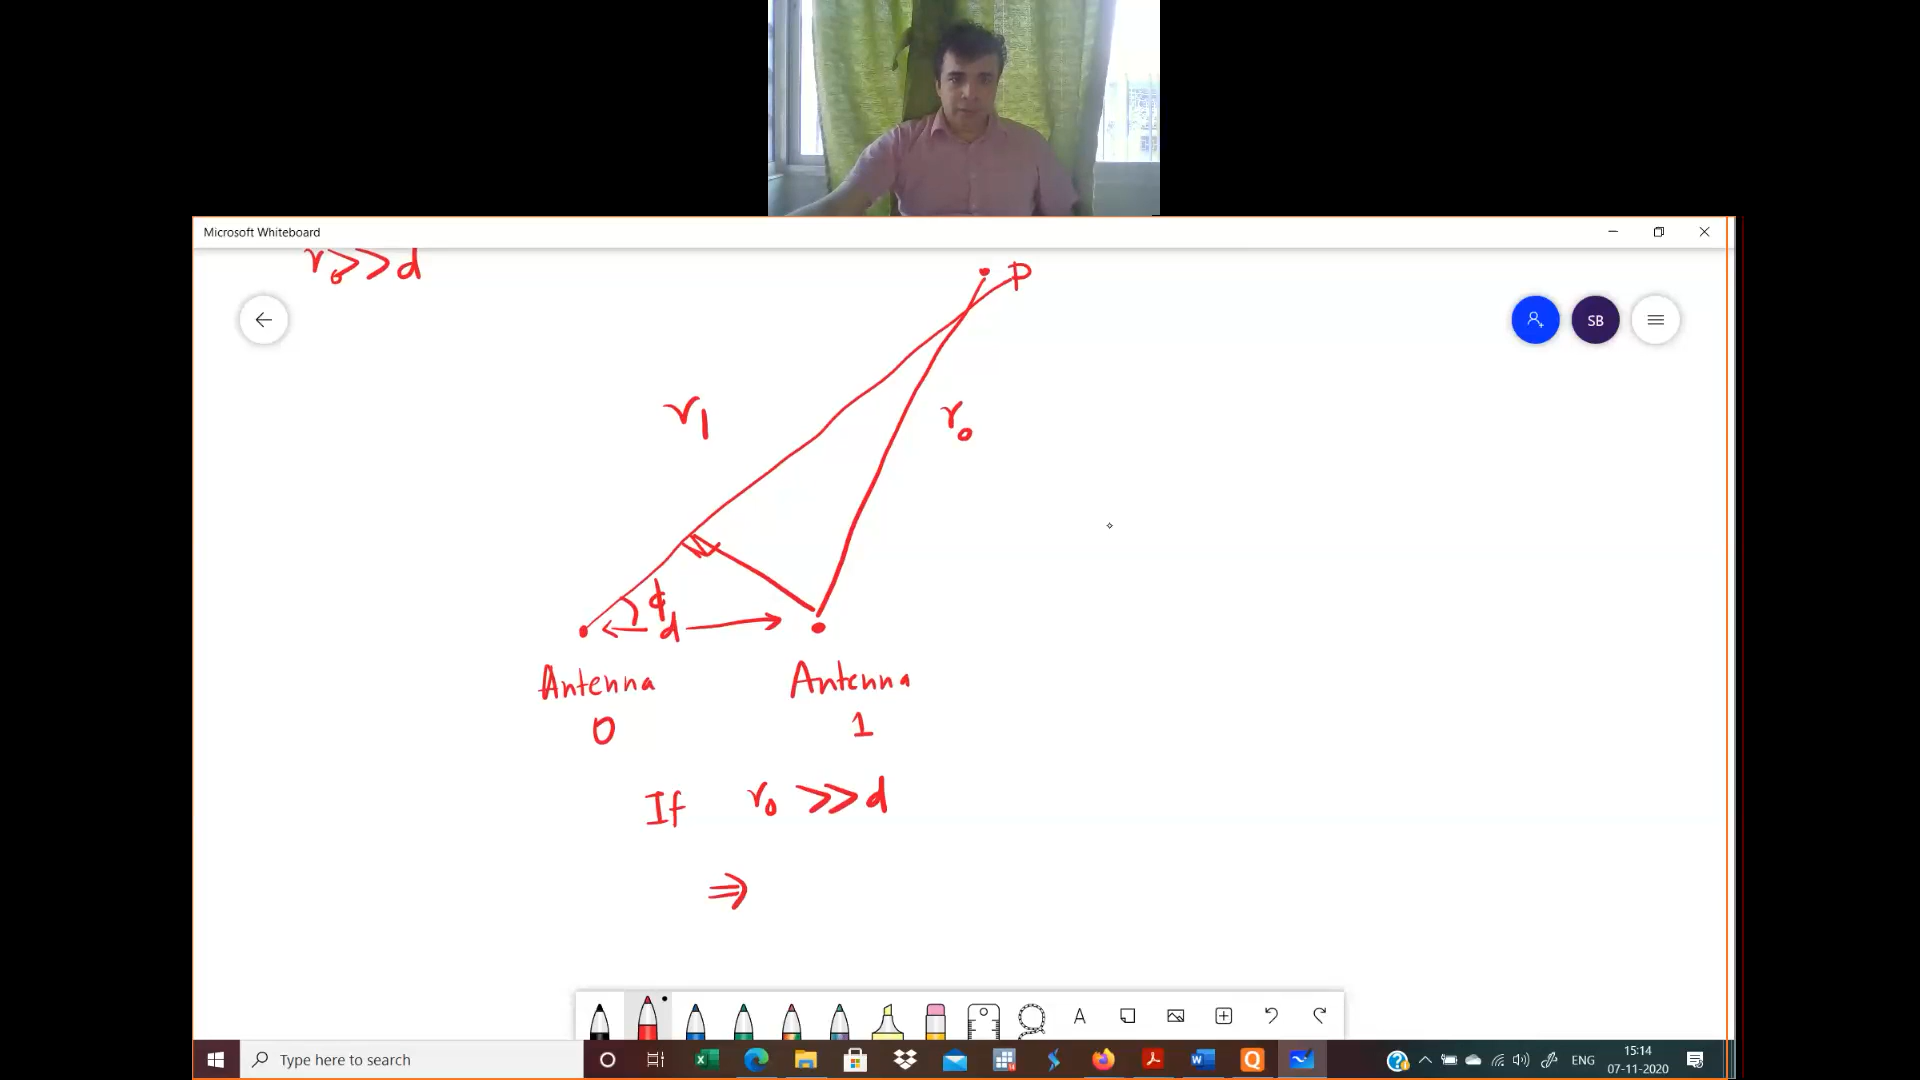 Microsoft Whiteboard
r₀ >> d
P
SB
r₁
r₀
ϕ
d
Antenna Antenna
0 1
If r₀ >> d
⇒
A
Type here to search
ENG
15:14
07-11-2020